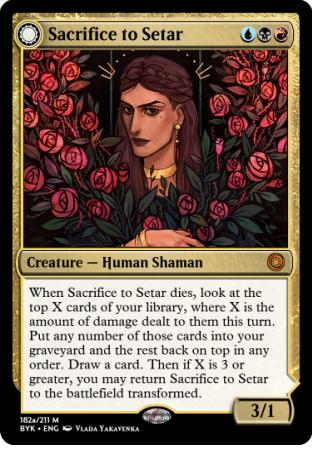 Sacrifice to Setar
Creature — Human Shaman
When Sacrifice to Setar dies, look at the
top X cards of your library, where X is the
amount of damage dealt to them this turn.
Put any number of those cards into your
graveyard and the rest back on top in any
order. Draw a card. Then if X is 3 or
greater, you may return Sacrifice to Setar
to the battlefield transformed.
3/1
182a/211 M
BYK • ENG Vlada Yakavenka